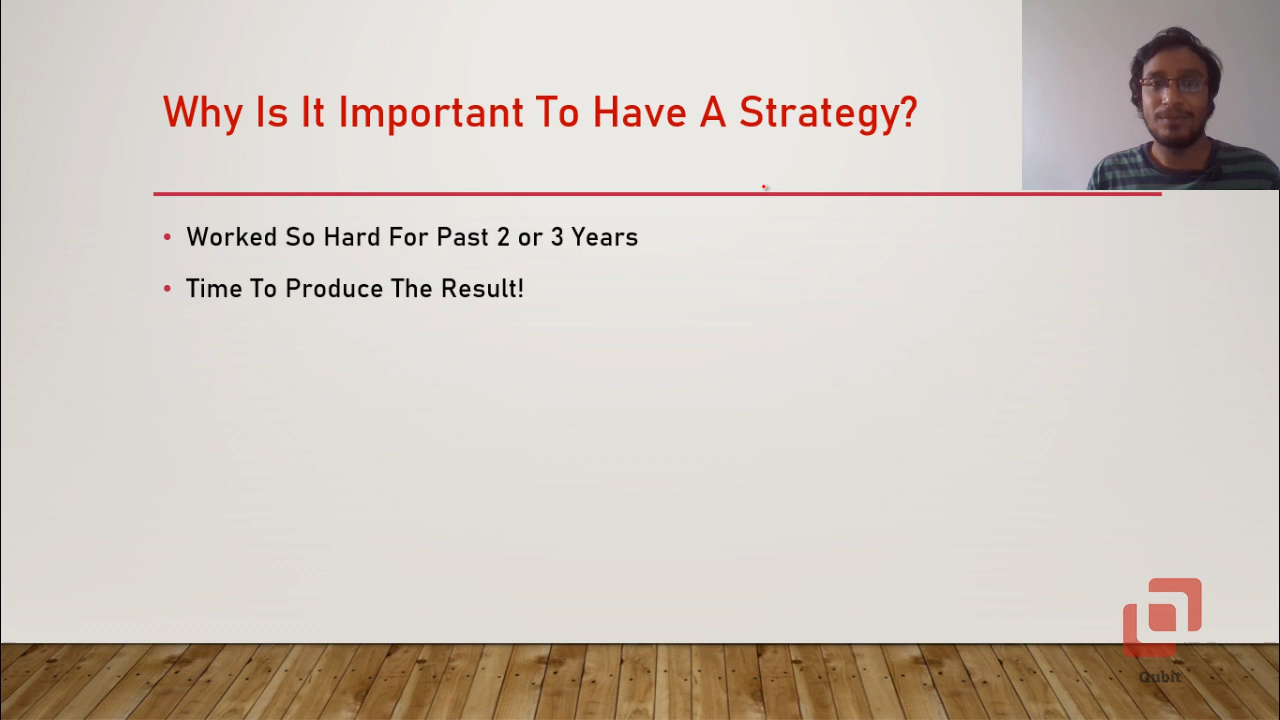 Why Is It Important To Have A Strategy?
• Worked So Hard For Past 2 or 3 Years
• Time To Produce The Result!
Qubit